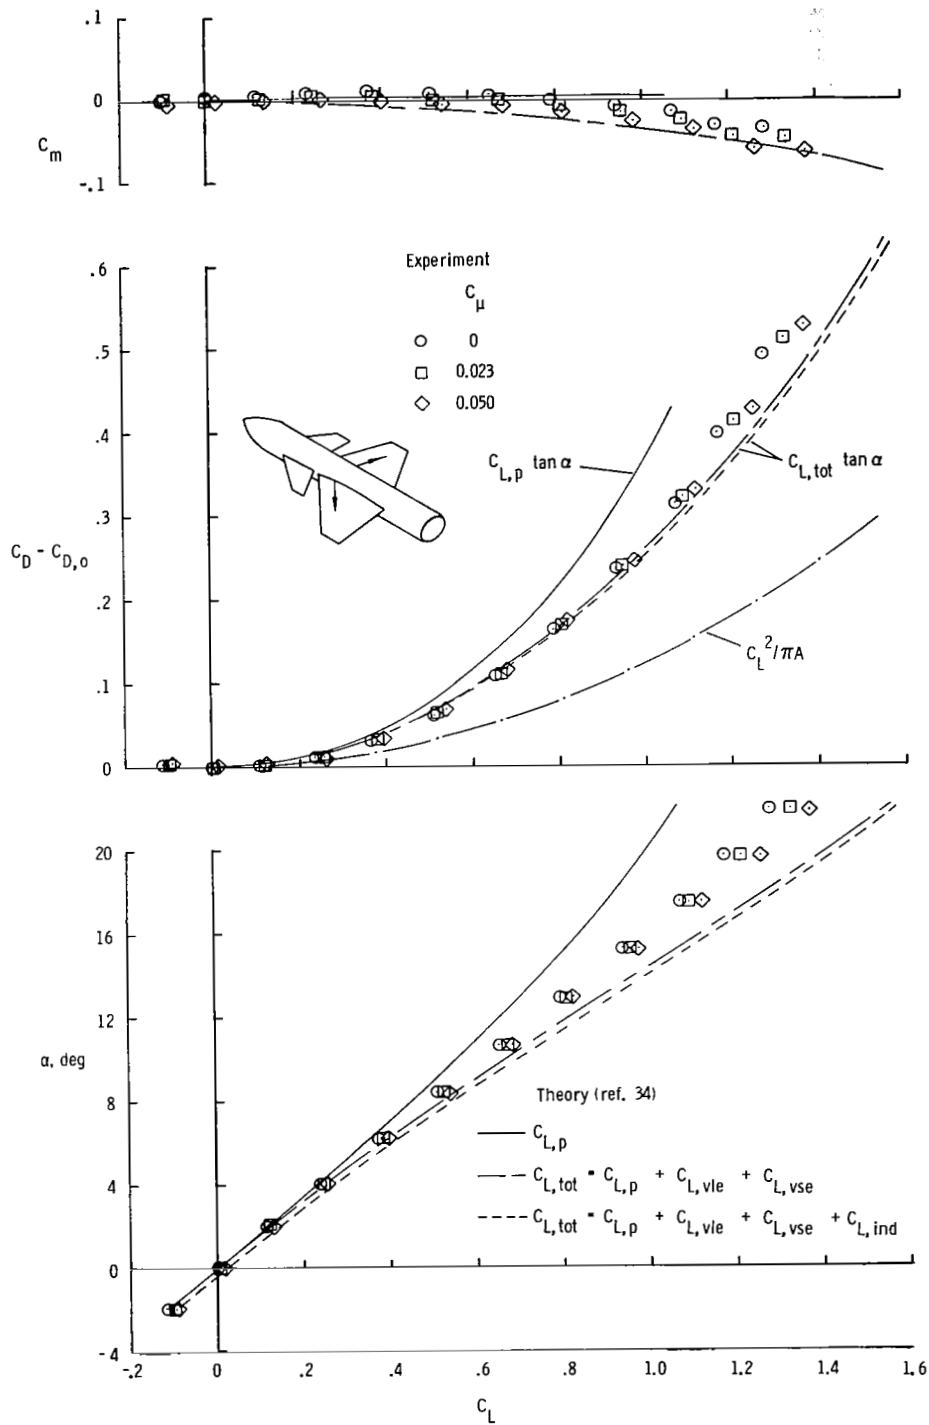 .1
0
-.1
C_m
Experiment
C_μ
0
0.023
0.050
.6
.5
.4
.3
.2
.1
0
C_D - C_D,o
C_L,p tan α
C_L,tot tan α
C_L^2/πA
20
16
12
8
4
0
-4
α, deg
Theory (ref. 34)
C_L,p
C_L,tot = C_L,p + C_L,vle + C_L,vse
C_L,tot = C_L,p + C_L,vle + C_L,vse + C_L,ind
-.2 0 .2 .4 .6 .8 1.0 1.2 1.4 1.6
C_L